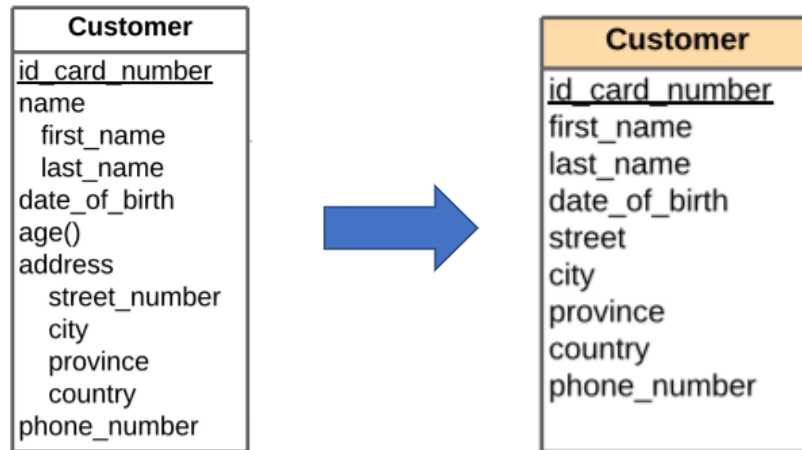 Customer
id_card_number
name
first_name
last_name
date_of_birth
age()
address
street_number
city
province
country
phone_number
Customer
id_card_number
first_name
last_name
date_of_birth
street
city
province
country
phone_number